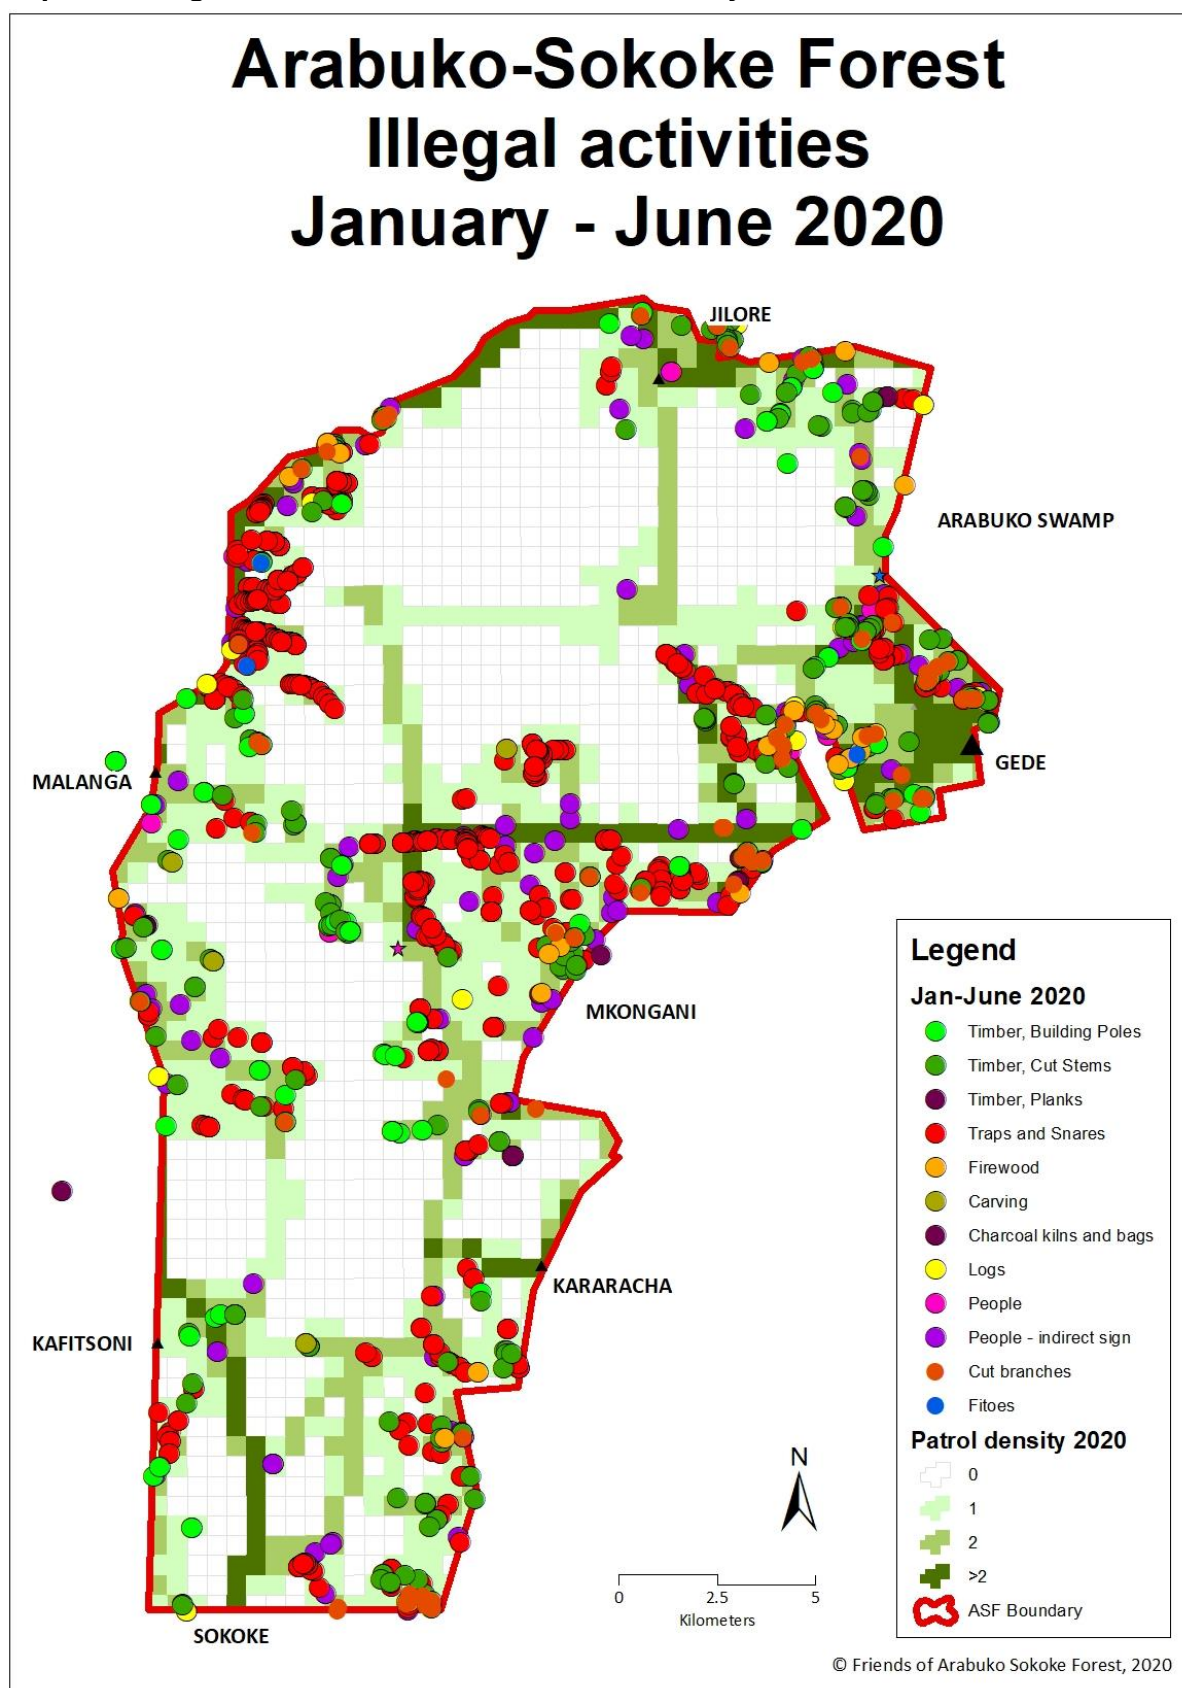 Arabuko-Sokoke Forest
Illegal activities
January - June 2020
JILORE
ARABUKO SWAMP
GEDE
MALANGA
MKONGANI
KARARACHA
KAFITSONI
SOKOKE
Legend
Jan-June 2020
Timber, Building Poles
Timber, Cut Stems
Timber, Planks
Traps and Snares
Firewood
Carving
Charcoal kilns and bags
Logs
People
People - indirect sign
Cut branches
Fitoes
Patrol density 2020
0
1
2
>2
ASF Boundary
N
0 2.5 5
Kilometers
© Friends of Arabuko Sokoke Forest, 2020